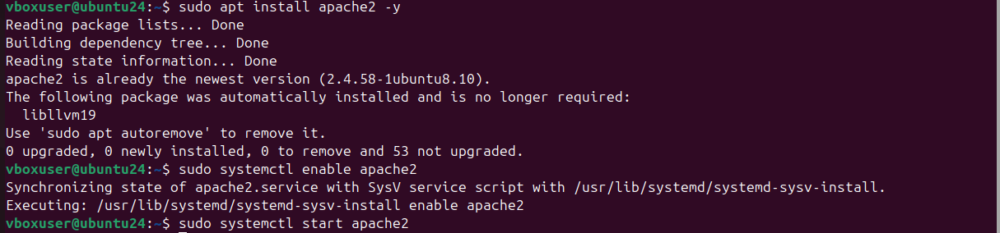 vboxuser@ubuntu24:~$ sudo apt install apache2 -y
Reading package lists... Done
Building dependency tree... Done
Reading state information... Done
apache2 is already the newest version (2.4.58-1ubuntu8.10).
The following package was automatically installed and is no longer required:
  libllvm19
Use 'sudo apt autoremove' to remove it.
0 upgraded, 0 newly installed, 0 to remove and 53 not upgraded.
vboxuser@ubuntu24:~$ sudo systemctl enable apache2
Synchronizing state of apache2.service with SysV service script with /usr/lib/systemd/systemd-sysv-install.
Executing: /usr/lib/systemd/systemd-sysv-install enable apache2
vboxuser@ubuntu24:~$ sudo systemctl start apache2